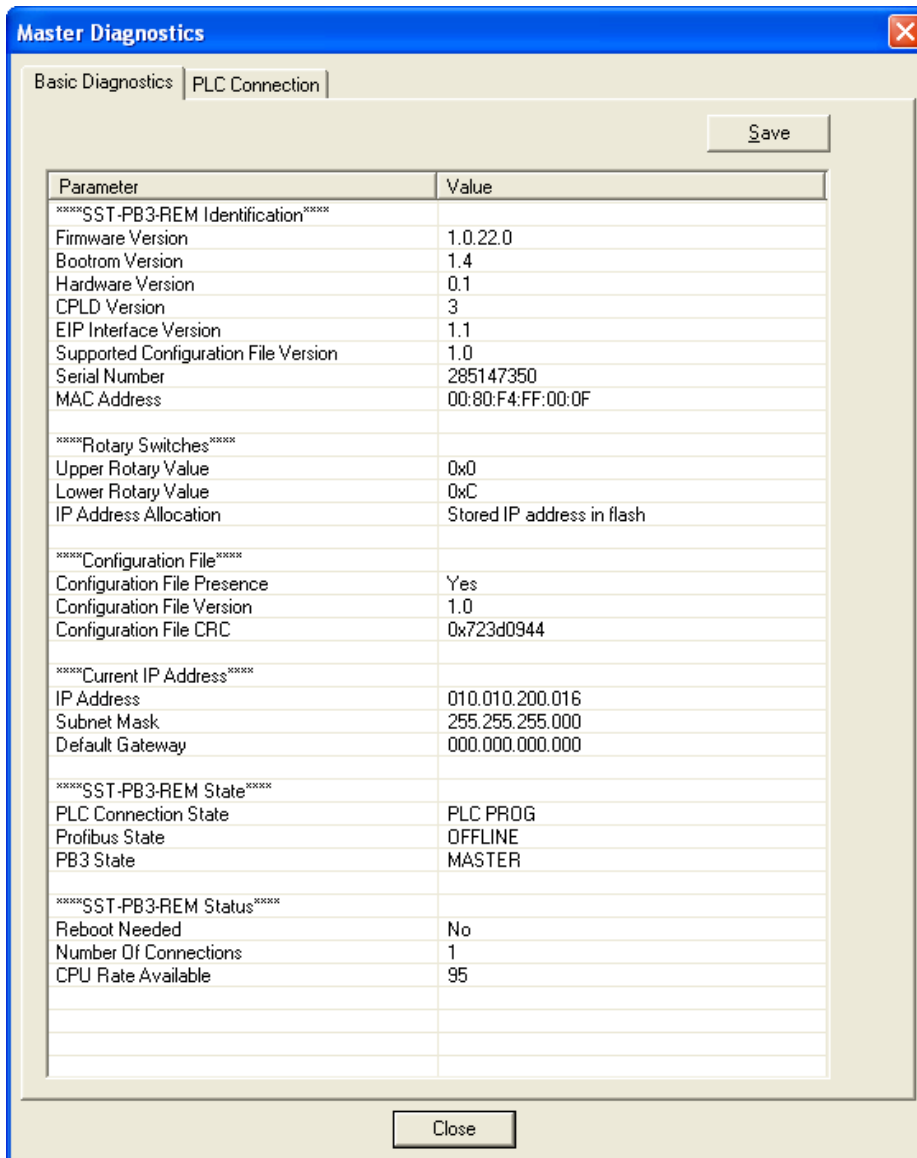 Master Diagnostics
Basic Diagnostics PLC Connection
Save
Parameter Value
****SST-PB3-REM Identification****
Firmware Version 1.0.22.0
Bootrom Version 1.4
Hardware Version 0.1
CPLD Version 3
EIP Interface Version 1.1
Supported Configuration File Version 1.0
Serial Number 285147350
MAC Address 00:80:F4:FF:00:0F
****Rotary Switches****
Upper Rotary Value 0x0
Lower Rotary Value 0xC
IP Address Allocation Stored IP address in flash
****Configuration File****
Configuration File Presence Yes
Configuration File Version 1.0
Configuration File CRC 0x723d0944
****Current IP Address****
IP Address 010.010.200.016
Subnet Mask 255.255.255.000
Default Gateway 000.000.000.000
****SST-PB3-REM State****
PLC Connection State PLC PROG
Profibus State OFFLINE
PB3 State MASTER
****SST-PB3-REM Status****
Reboot Needed No
Number Of Connections 1
CPU Rate Available 95
Close